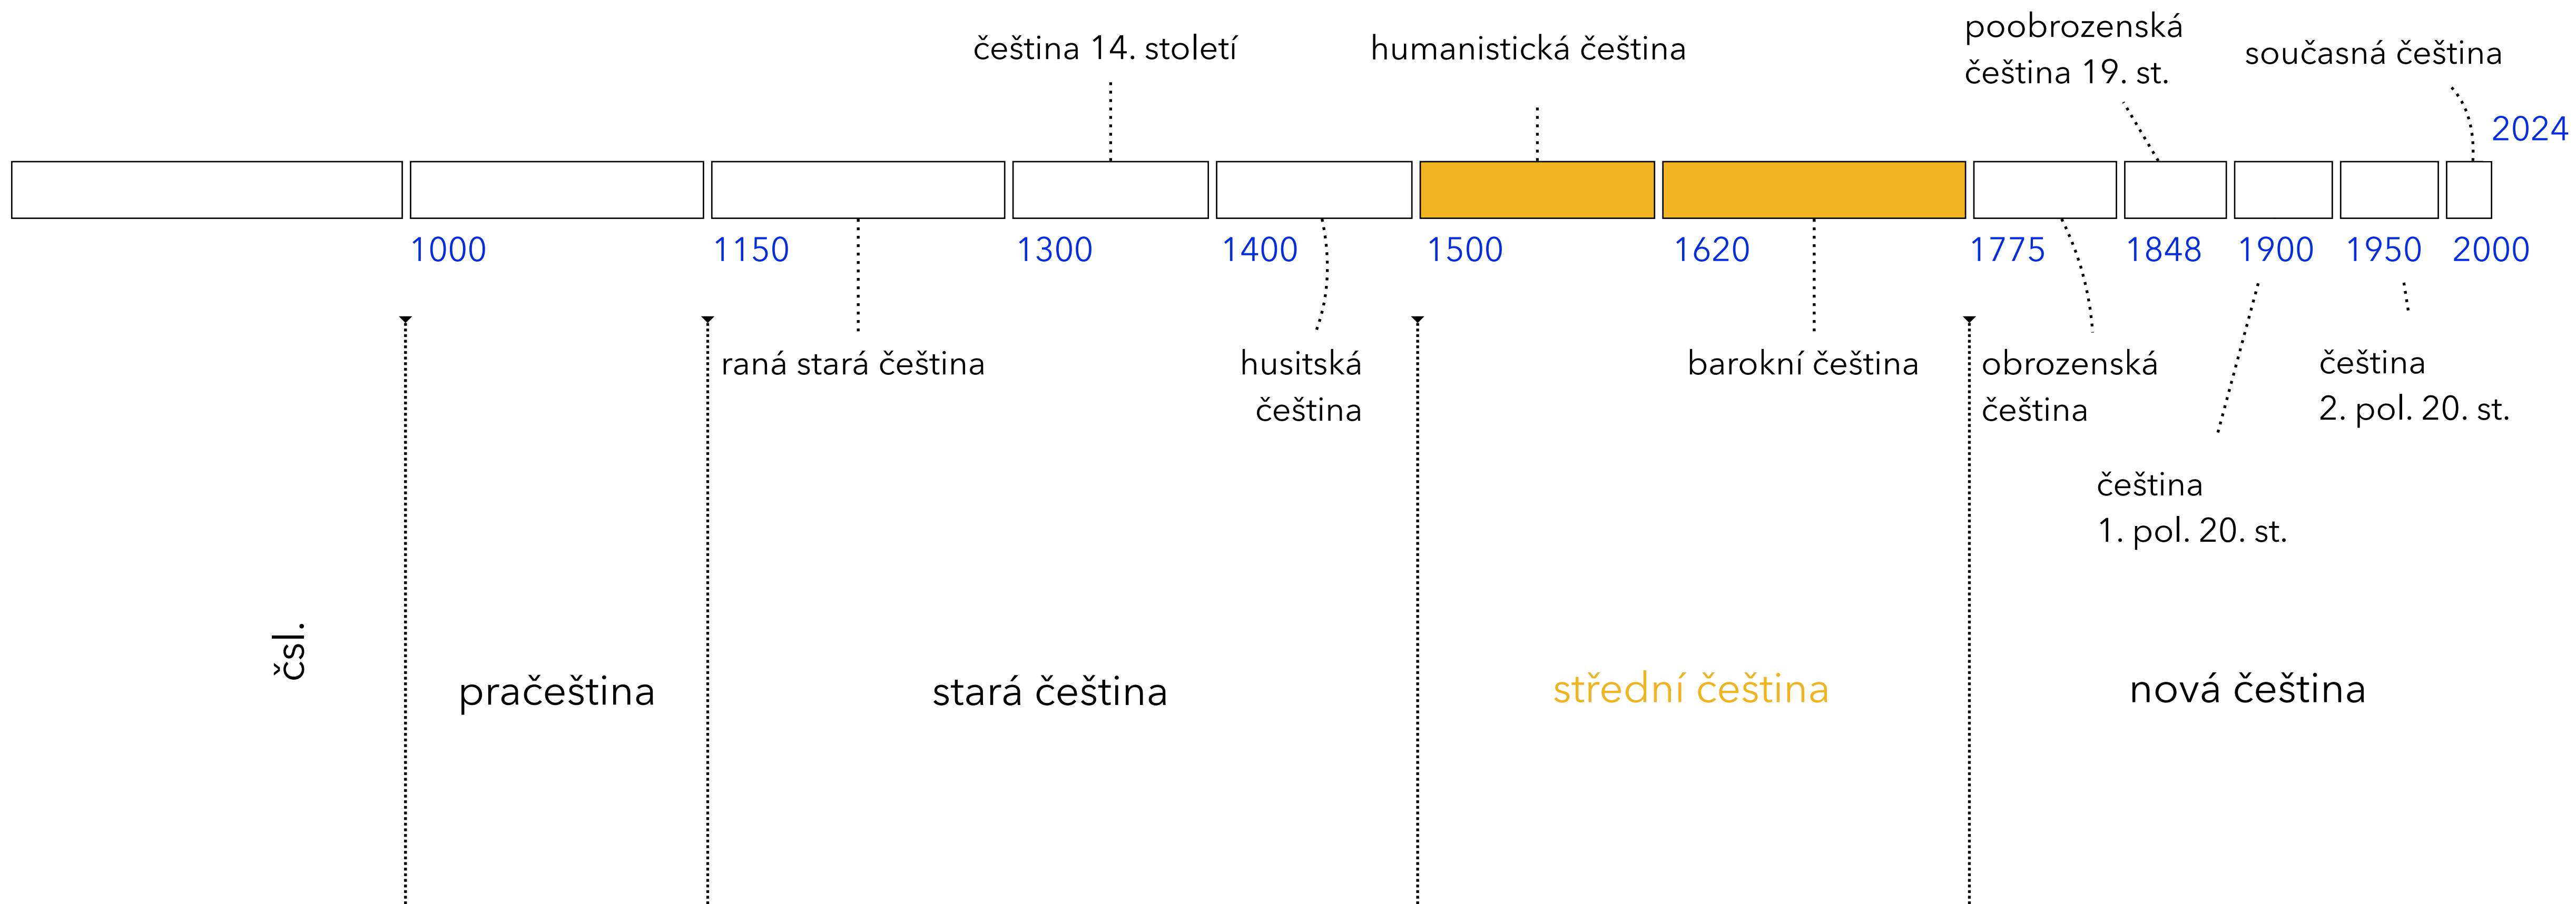 čeština 14. století
humanistická čeština
poobrozenská
čeština 19. st.
současná čeština
2024
1000
1150
1300
1400
1500
1620
1775
1848
1900
1950
2000
raná stará čeština
husitská
čeština
barokní čeština
obrozenská
čeština
čeština
2. pol. 20. st.
čeština
1. pol. 20. st.
čsl.
pračeština
stará čeština
střední čeština
nová čeština